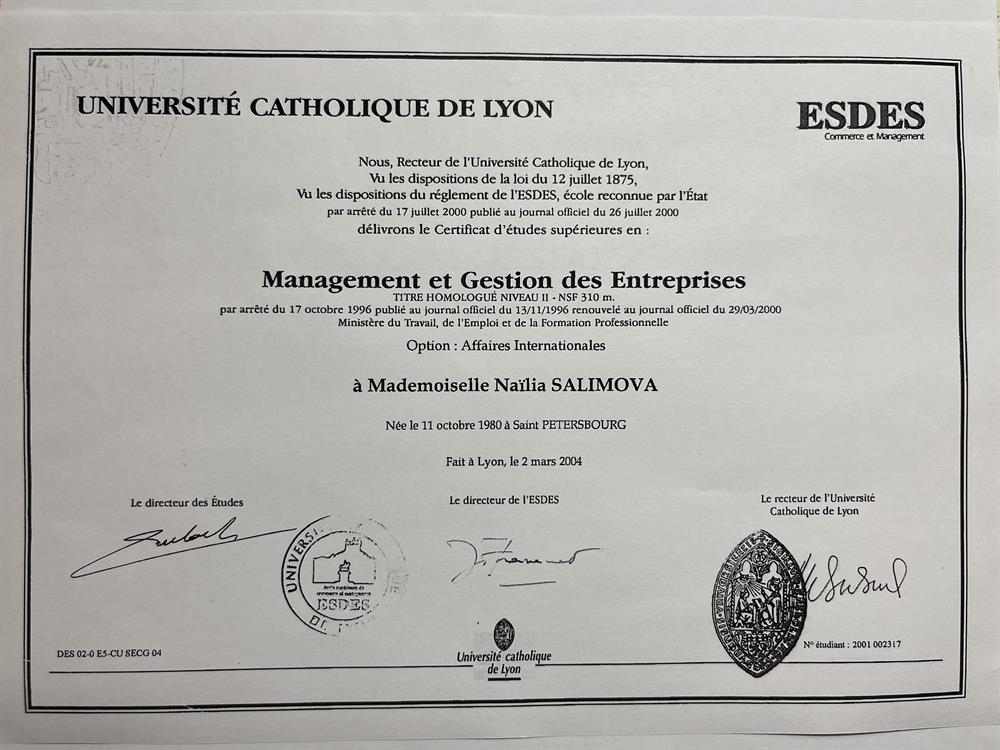 UNIVERSITÉ CATHOLIQUE DE LYON
ESDES
Commerce et Management
Nous, Recteur de l'Université Catholique de Lyon,
Vu les dispositions de la loi du 12 juillet 1875,
Vu les dispositions du réglement de l'ESDES, école reconnue par l'État
par arrêté du 17 juillet 2000 publié au journal officiel du 26 juillet 2000
délivrons le Certificat d'études supérieures en :
Management et Gestion des Entreprises
TITRE HOMOLOGUÉ NIVEAU II - NSF 310 m.
par arrêté du 17 octobre 1996 publié au journal officiel du 13/11/1996 renouvelé au journal officiel du 29/03/2000
Ministère du Travail, de l'Emploi et de la Formation Professionnelle
Option : Affaires Internationales
à Mademoiselle Naïlia SALIMOVA
Née le 11 octobre 1980 à Saint PETERSBOURG
Fait à Lyon, le 2 mars 2004
Le directeur des Études
Le directeur de l'ESDES
Le recteur de l'Université
Catholique de Lyon
ESDES
Université catholique
de Lyon
DES 02-0 E5-CU SECG 04
N° étudiant : 2001 002317